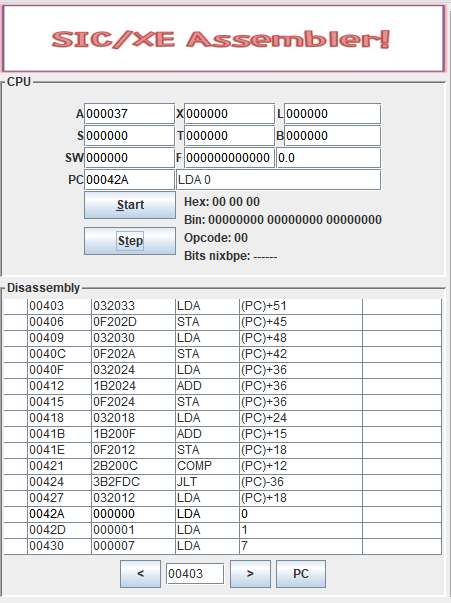 SIC/XE Assembler!
CPU
A 000037 X 000000 L 000000
S 000000 T 000000 B 000000
SW 000000 F 000000000000 0.0
PC 00042A LDA 0
Start Hex: 00 00 00
Bin: 00000000 00000000 00000000
Step Opcode: 00
Bits nixbpe: ------
Disassembly
00403 032033 LDA (PC)+51
00406 0F202D STA (PC)+45
00409 032030 LDA (PC)+48
0040C 0F202A STA (PC)+42
0040F 032024 LDA (PC)+36
00412 1B2024 ADD (PC)+36
00415 0F2024 STA (PC)+36
00418 032018 LDA (PC)+24
0041B 1B200F ADD (PC)+15
0041E 0F2012 STA (PC)+18
00421 2B200C COMP (PC)+12
00424 3B2FDC JLT (PC)-36
00427 032012 LDA (PC)+18
0042A 000000 LDA 0
0042D 000001 LDA 1
00430 000007 LDA 7
< 00403 > PC